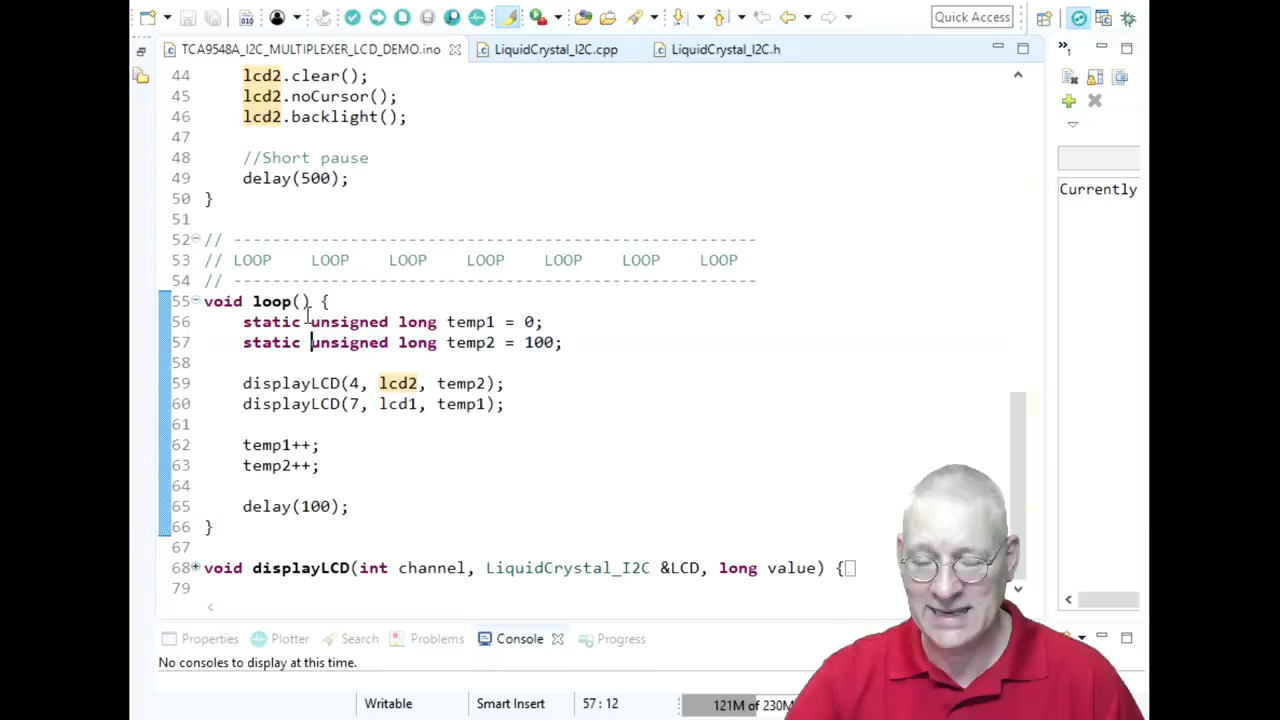 Quick Access
TCA9548A_I2C_MULTIPLEXER_LCD_DEMO.ino
LiquidCrystal_I2C.cpp
LiquidCrystal_I2C.h
44 lcd2.clear();
45 lcd2.noCursor();
46 lcd2.backlight();
47
48 //Short pause
49 delay(500);
50 }
51
52 // ------------------------------------------------------
53 // LOOP LOOP LOOP LOOP LOOP LOOP LOOP
54 // ------------------------------------------------------
55 void loop() {
56 static unsigned long temp1 = 0;
57 static unsigned long temp2 = 100;
58
59 displayLCD(4, lcd2, temp2);
60 displayLCD(7, lcd1, temp1);
61
62 temp1++;
63 temp2++;
64
65 delay(100);
66 }
67
68 void displayLCD(int channel, LiquidCrystal_I2C &LCD, long value) {
79
Currently
Properties Plotter Search Problems Console Progress
No consoles to display at this time.
Writable Smart Insert 57 : 12 121M of 230M